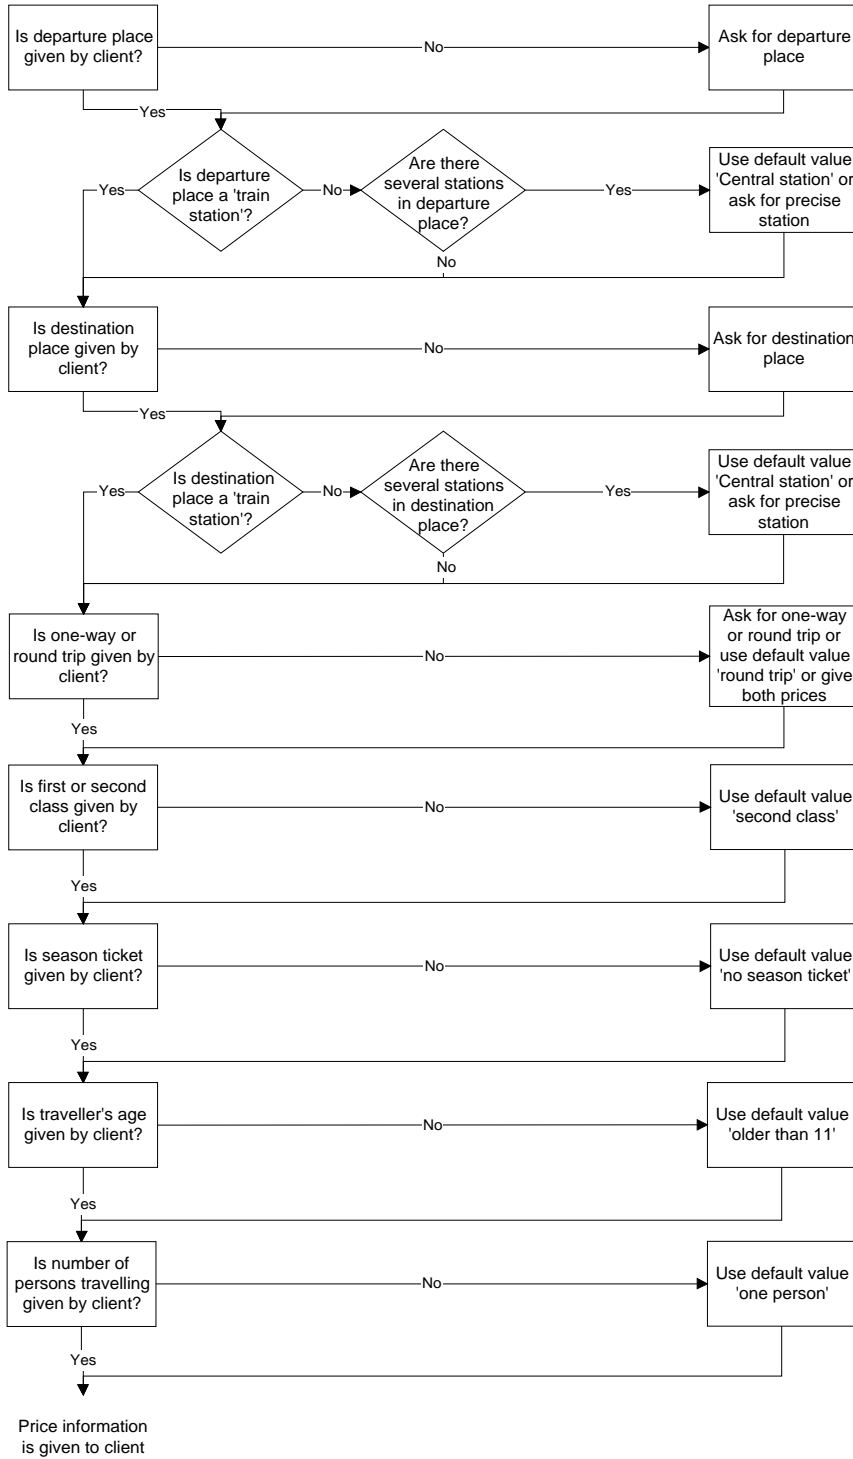 Is departure place
given by client?
No
Ask for departure
place
Yes
Is departure
place a 'train
station'?
Yes
No
Are there
several stations
in departure
place?
Yes
Use default value
'Central station' or
ask for precise
station
No
Is destination
place given by
client?
No
Ask for destination
place
Yes
Is destination
place a 'train
station'?
Yes
No
Are there
several stations
in destination
place?
Yes
Use default value
'Central station' or
ask for precise
station
No
Is one-way or
round trip given by
client?
No
Ask for one-way
or round trip or
use default value
'round trip' or give
both prices
Yes
Is first or second
class given by
client?
No
Use default value
'second class'
Yes
Is season ticket
given by client?
No
Use default value
'no season ticket'
Yes
Is traveller's age
given by client?
No
Use default value
'older than 11'
Yes
Is number of
persons travelling
given by client?
No
Use default value
'one person'
Yes
Price information
is given to client